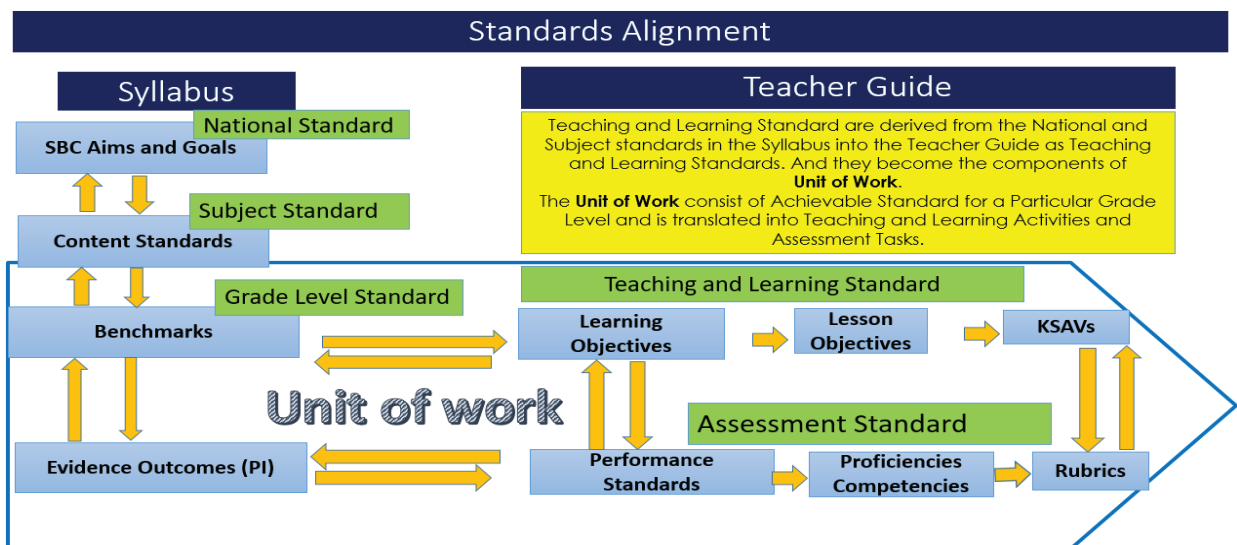 Standards Alignment
Syllabus
Teacher Guide
National Standard
SBC Aims and Goals
Teaching and Learning Standard are derived from the National and
Subject standards in the Syllabus into the Teacher Guide as Teaching
and Learning Standards. And they become the components of
Unit of Work.
The Unit of Work consist of Achievable Standard for a Particular Grade
Level and is translated into Teaching and Learning Activities and
Assessment Tasks.
Subject Standard
Content Standards
Grade Level Standard
Teaching and Learning Standard
Benchmarks
Learning
Objectives
Lesson
Objectives
KSAVs
Unit of work
Assessment Standard
Evidence Outcomes (PI)
Performance
Standards
Proficiencies
Competencies
Rubrics